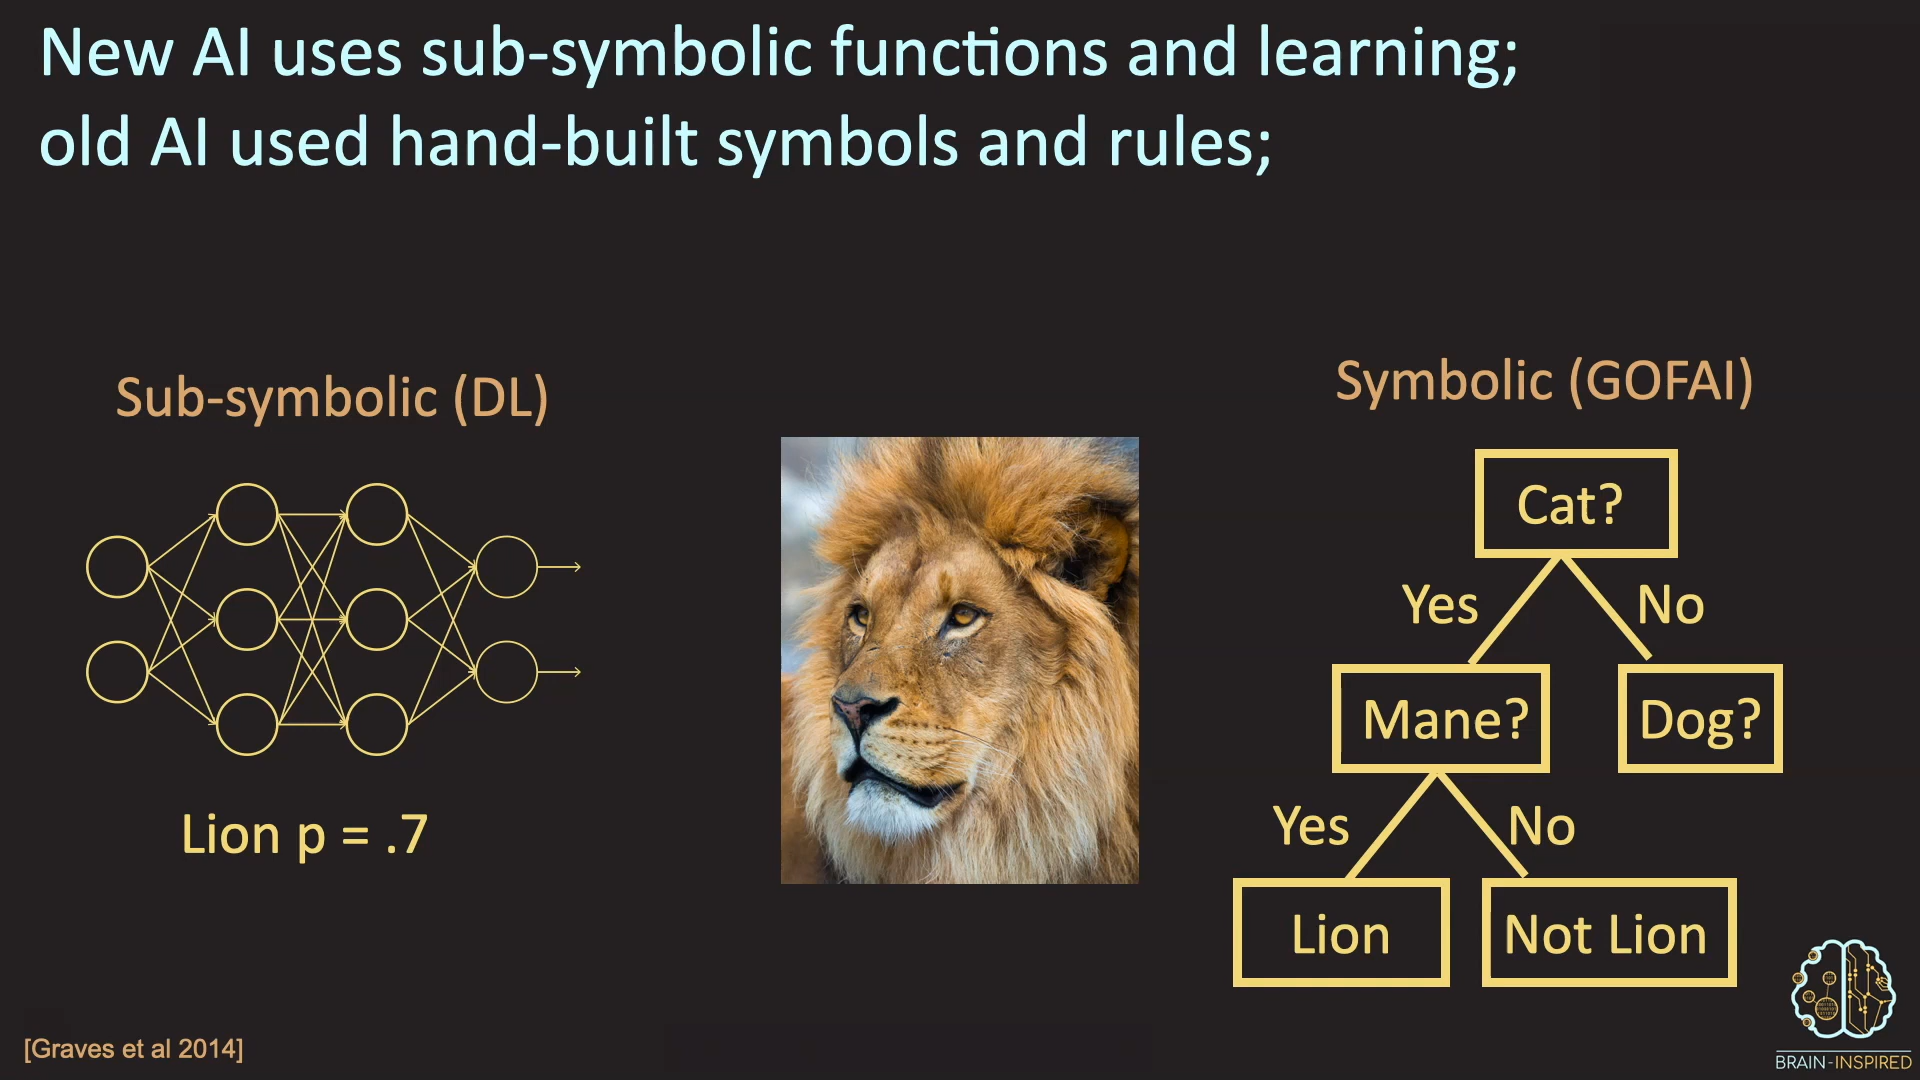 New AI uses sub-symbolic functions and learning;
old AI used hand-built symbols and rules;
Sub-symbolic (DL)
Lion p = .7
Symbolic (GOFAI)
Cat?
Yes
No
Mane?
Dog?
Yes
No
Lion
Not Lion
[Graves et al 2014]
BRAIN-INSPIRED